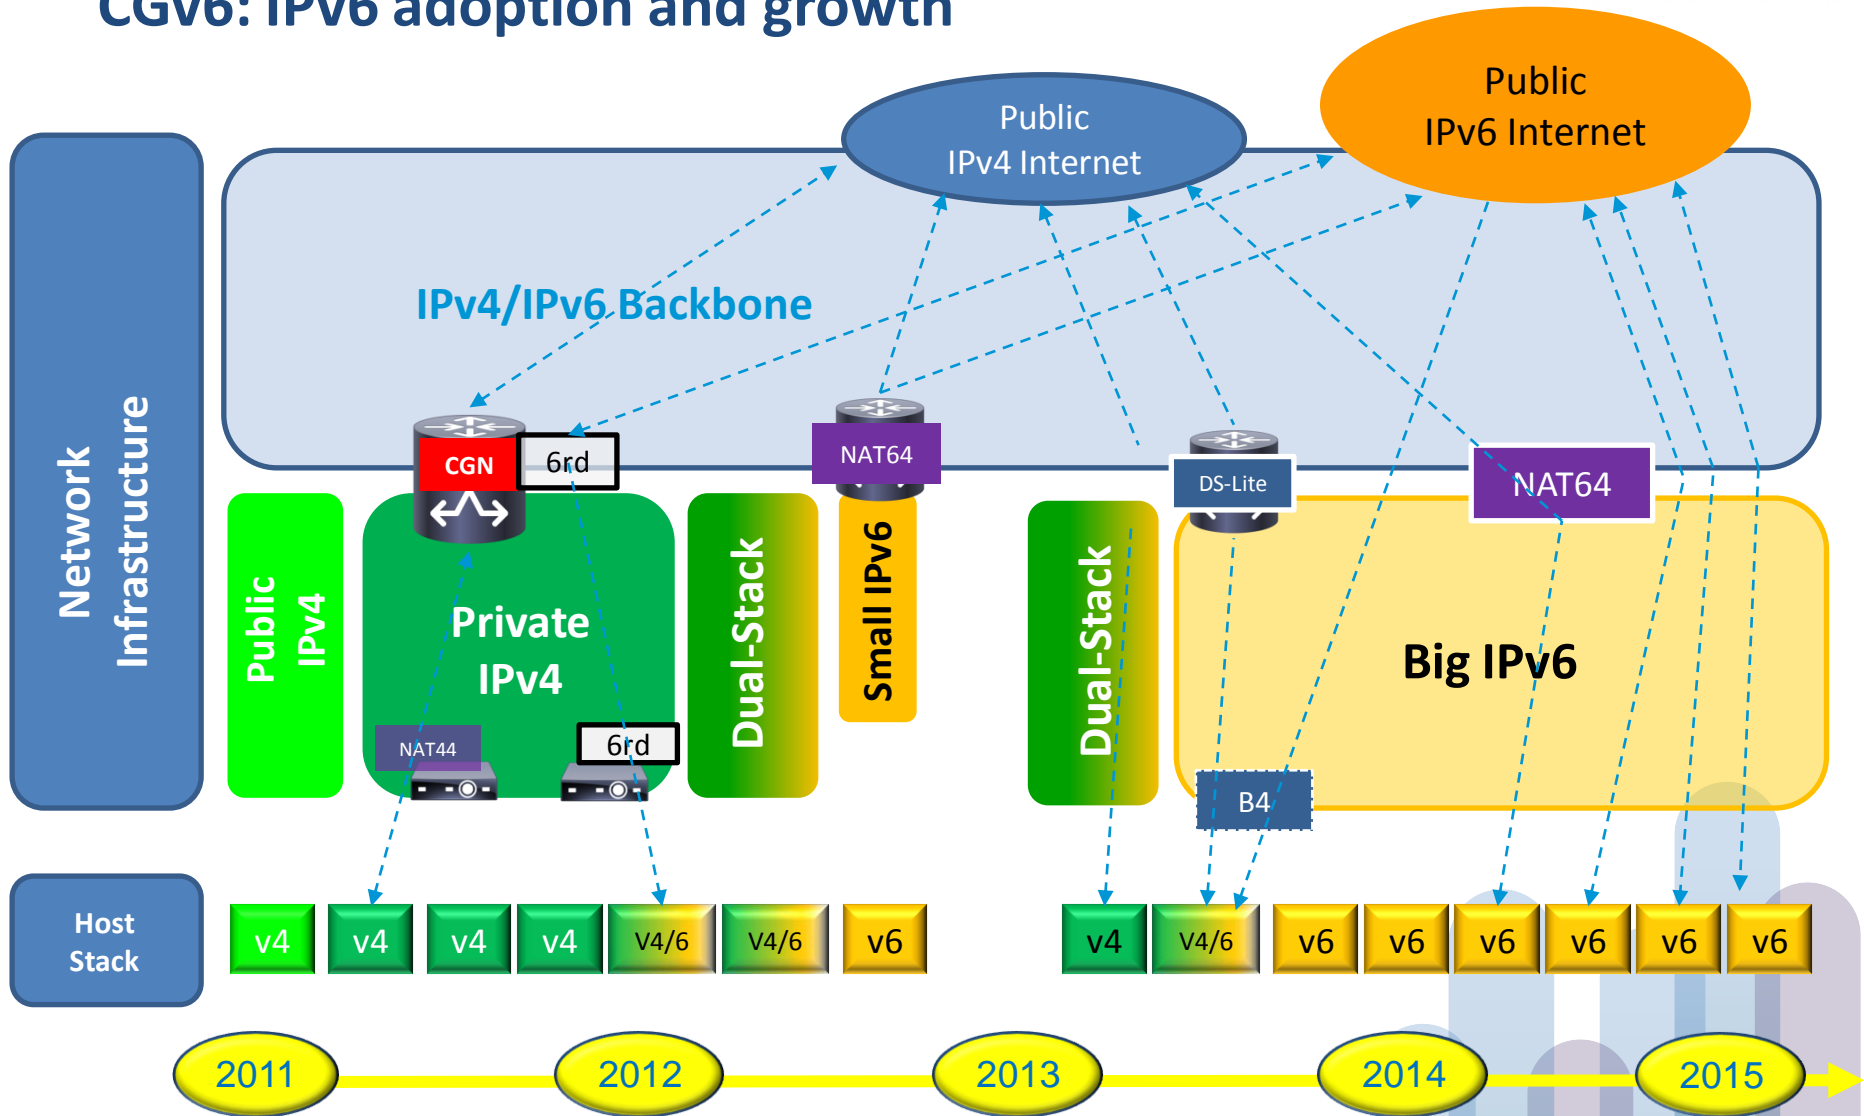 CGv6: IPv6 adoption and growth
Public
IPv6 Internet
Public
IPv4 Internet
IPv4/IPv6 Backbone
Network
Infrastructure
CGN
6rd
NAT64
DS-Lite
NAT64
Public
IPv4
Private
IPv4
Dual-Stack
Small IPv6
Dual-Stack
Big IPv6
NAT44
6rd
B4
Host
Stack
v4
v4
v4
v4
V4/6
V4/6
v6
v4
V4/6
v6
v6
v6
v6
v6
v6
2011
2012
2013
2014
2015